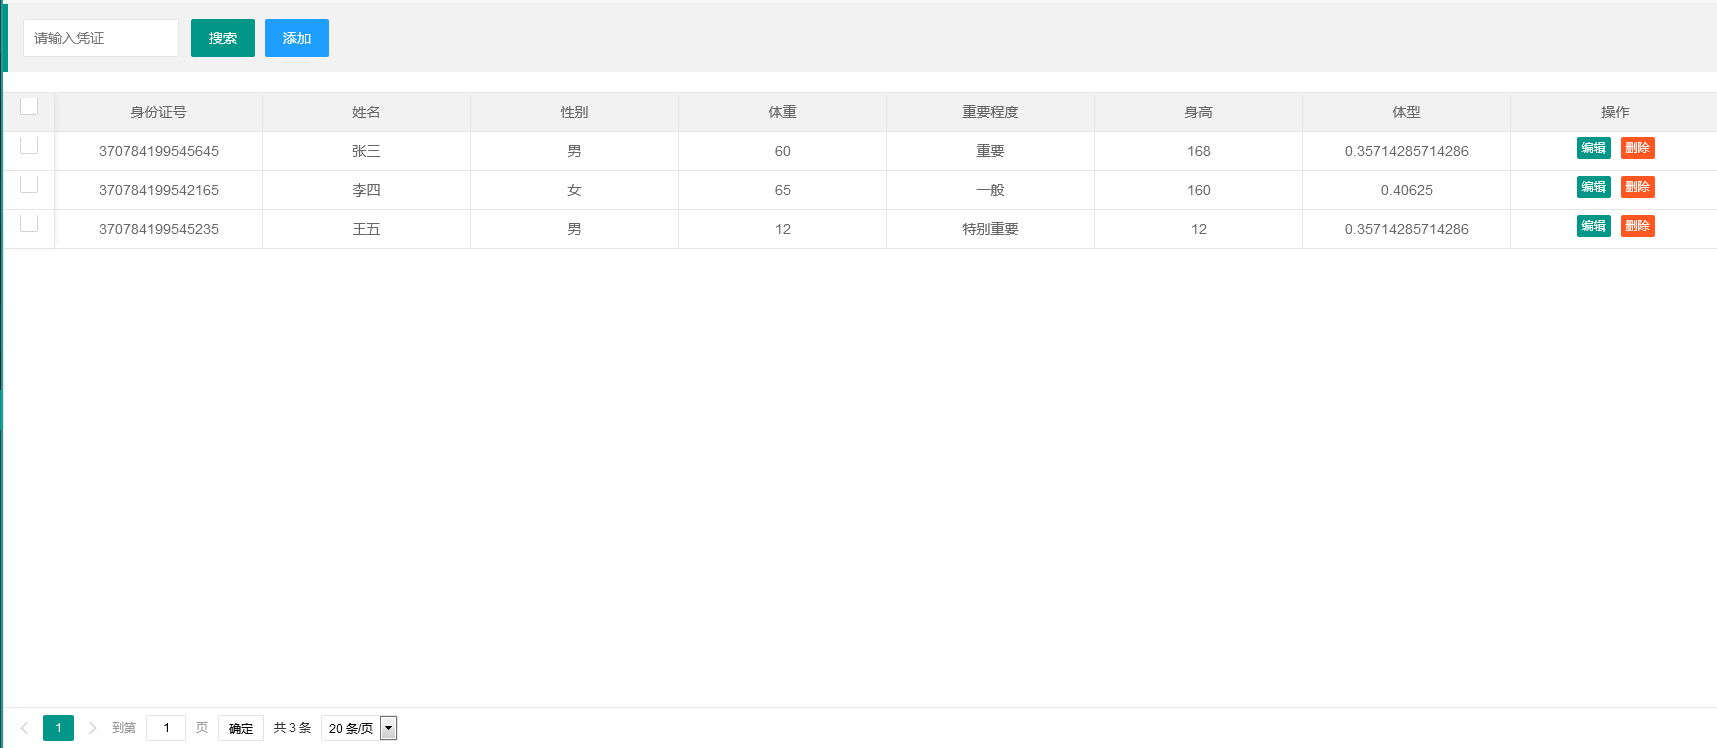 请输入凭证 搜索 添加
身份证号 姓名 性别 体重 重要程度 身高 体型 操作
370784199545645 张三 男 60 重要 168 0.35714285714286 编辑 删除
370784199542165 李四 女 65 一般 160 0.40625 编辑 删除
370784199545235 王五 男 12 特别重要 12 0.35714285714286 编辑 删除
1 到第 1 页 确定 共 3 条 20 条/页